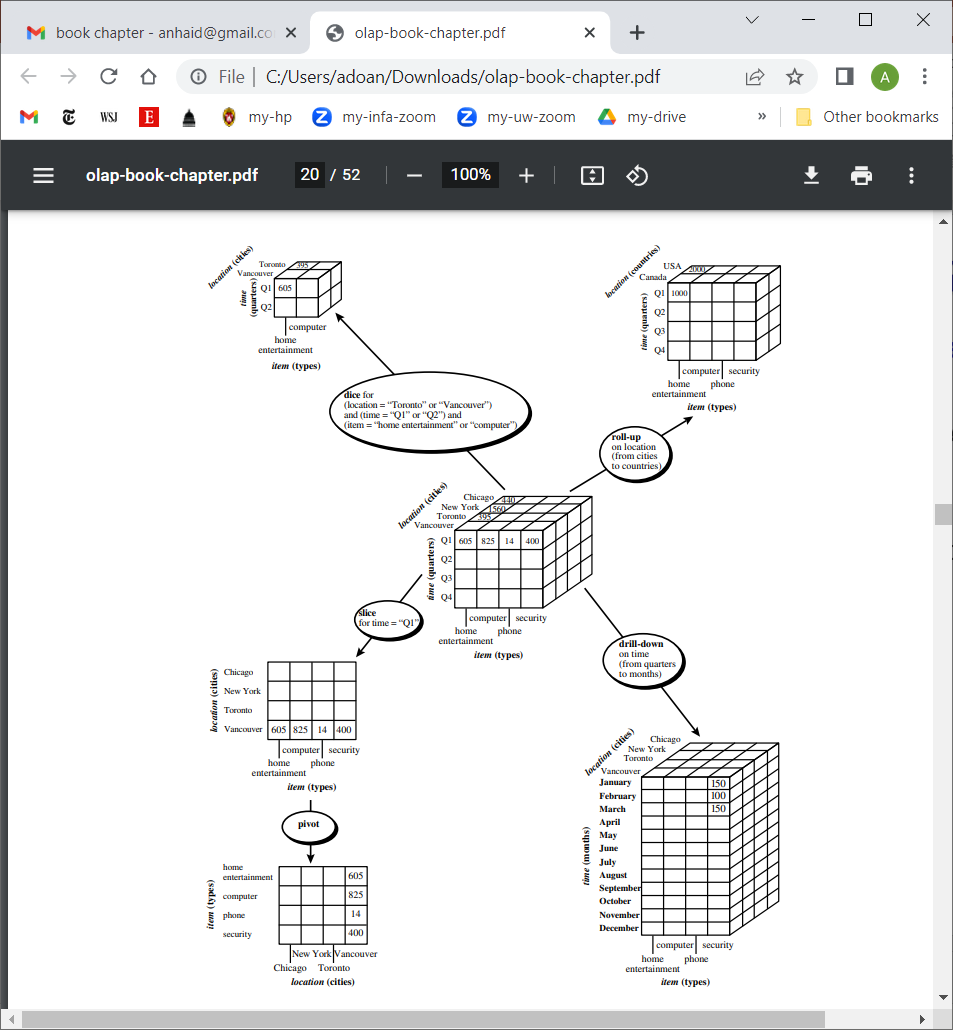 book chapter - anhaid@gmail.co
olap-book-chapter.pdf
File | C:/Users/adoan/Downloads/olap-book-chapter.pdf
A
WSJ
E
my-hp
Z
my-infa-zoom
Z
my-uw-zoom
my-drive
»
Other bookmarks
olap-book-chapter.pdf
20 / 52
100%
location (cities)
Toronto 395
Vancouver
time (quarters)
Q1 605
Q2
computer
home
entertainment
item (types)
location (countries)
USA 2000
Canada
time (quarters)
Q1 1000
Q2
Q3
Q4
computer security
home phone
entertainment
item (types)
dice for
(location = “Toronto” or “Vancouver”)
and (time = “Q1” or “Q2”) and
(item = “home entertainment” or “computer”)
roll-up
on location
(from cities
to countries)
location (cities)
Chicago 440
New York 1560
Toronto 395
Vancouver
time (quarters)
Q1 605 825 14 400
Q2
Q3
Q4
computer security
home phone
entertainment
item (types)
slice
for time = “Q1”
drill-down
on time
(from quarters
to months)
location (cities)
Chicago
New York
Toronto
Vancouver 605 825 14 400
computer security
home phone
entertainment
item (types)
pivot
item (types)
home
entertainment 605
computer 825
phone 14
security 400
New York Vancouver
Chicago Toronto
location (cities)
location (cities)
Chicago
New York
Toronto
Vancouver
time (months)
January 150
February 100
March 150
April
May
June
July
August
September
October
November
December
computer security
home phone
entertainment
item (types)